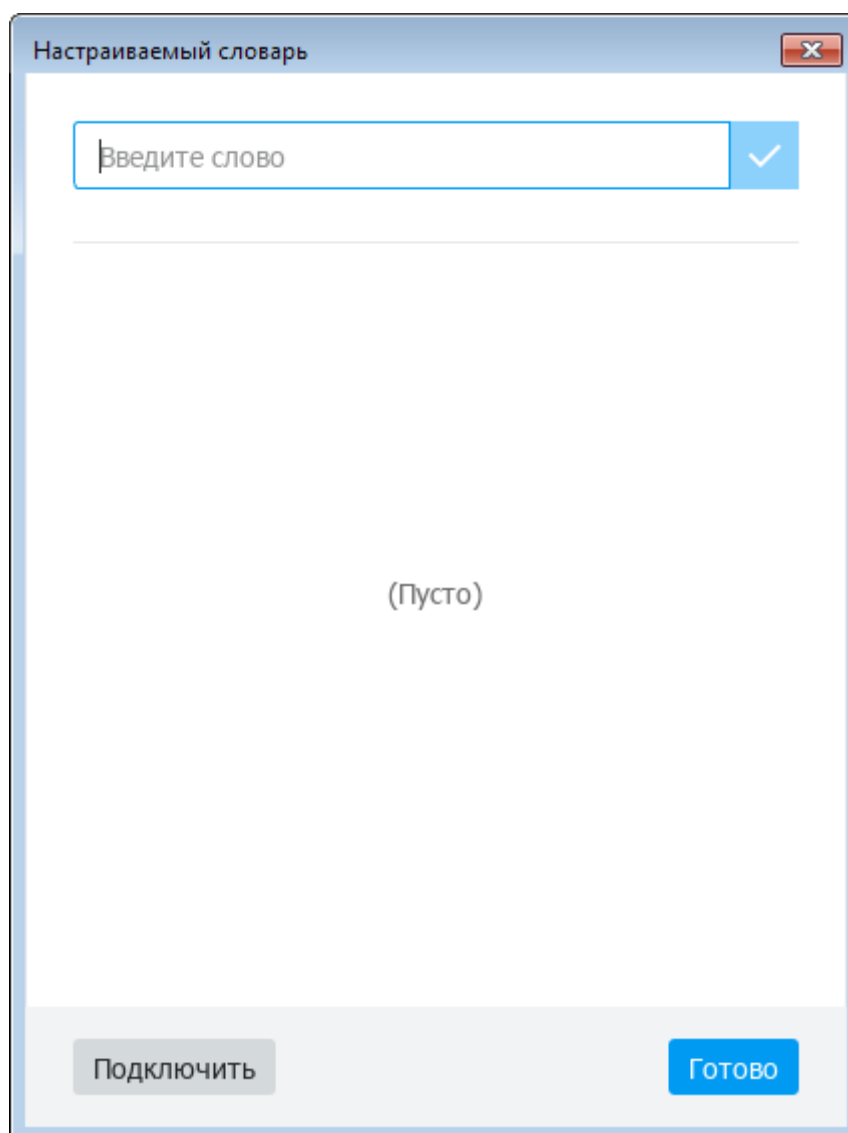 Настраиваемый словарь
Введите слово
(Пусто)
Подключить
Готово